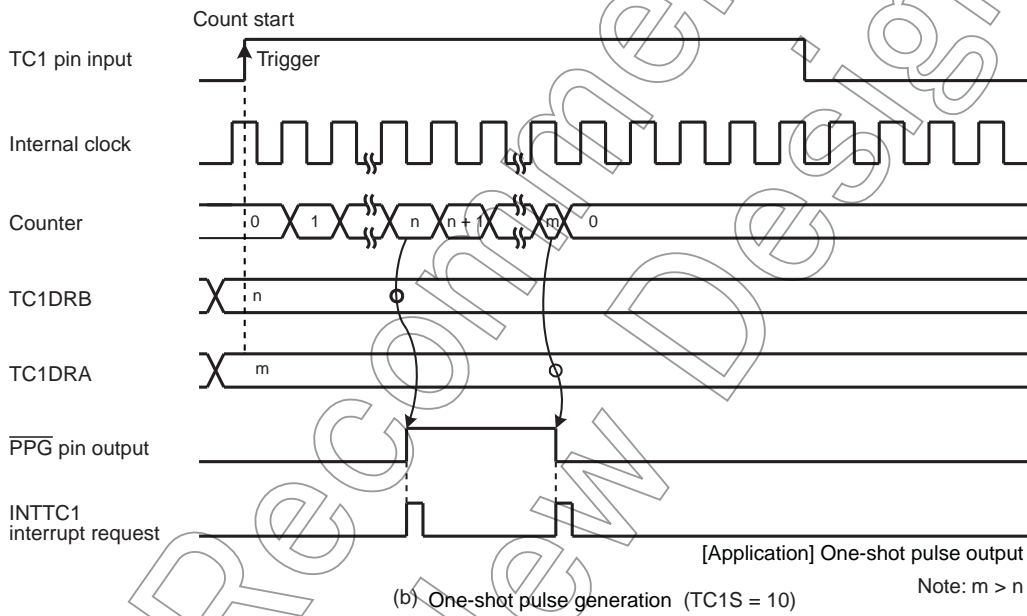 Count start
TC1 pin input
Trigger
Internal clock
Counter
0 1 n n + 1 m 0
TC1DRB
n
TC1DRA
m
PPG pin output
INTTC1
interrupt request
[Application] One-shot pulse output
Note: m > n
(b) One-shot pulse generation (TC1S = 10)